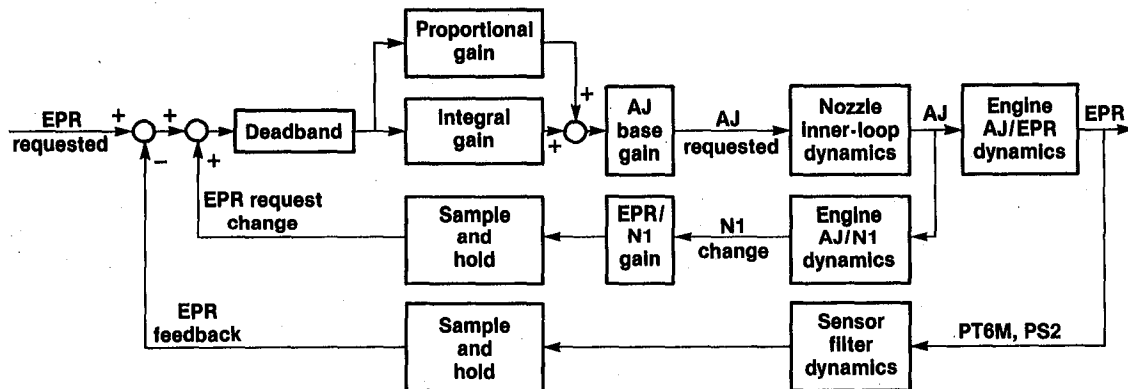 Proportional
gain
EPR
requested
+
+
+
−
Deadband
Integral
gain
+
+
AJ
base
gain
AJ
requested
Nozzle
inner-loop
dynamics
AJ
Engine
AJ/EPR
dynamics
EPR
EPR request
change
Sample
and
hold
EPR/
N1
gain
N1
change
Engine
AJ/N1
dynamics
EPR
feedback
Sample
and
hold
Sensor
filter
dynamics
PT6M, PS2